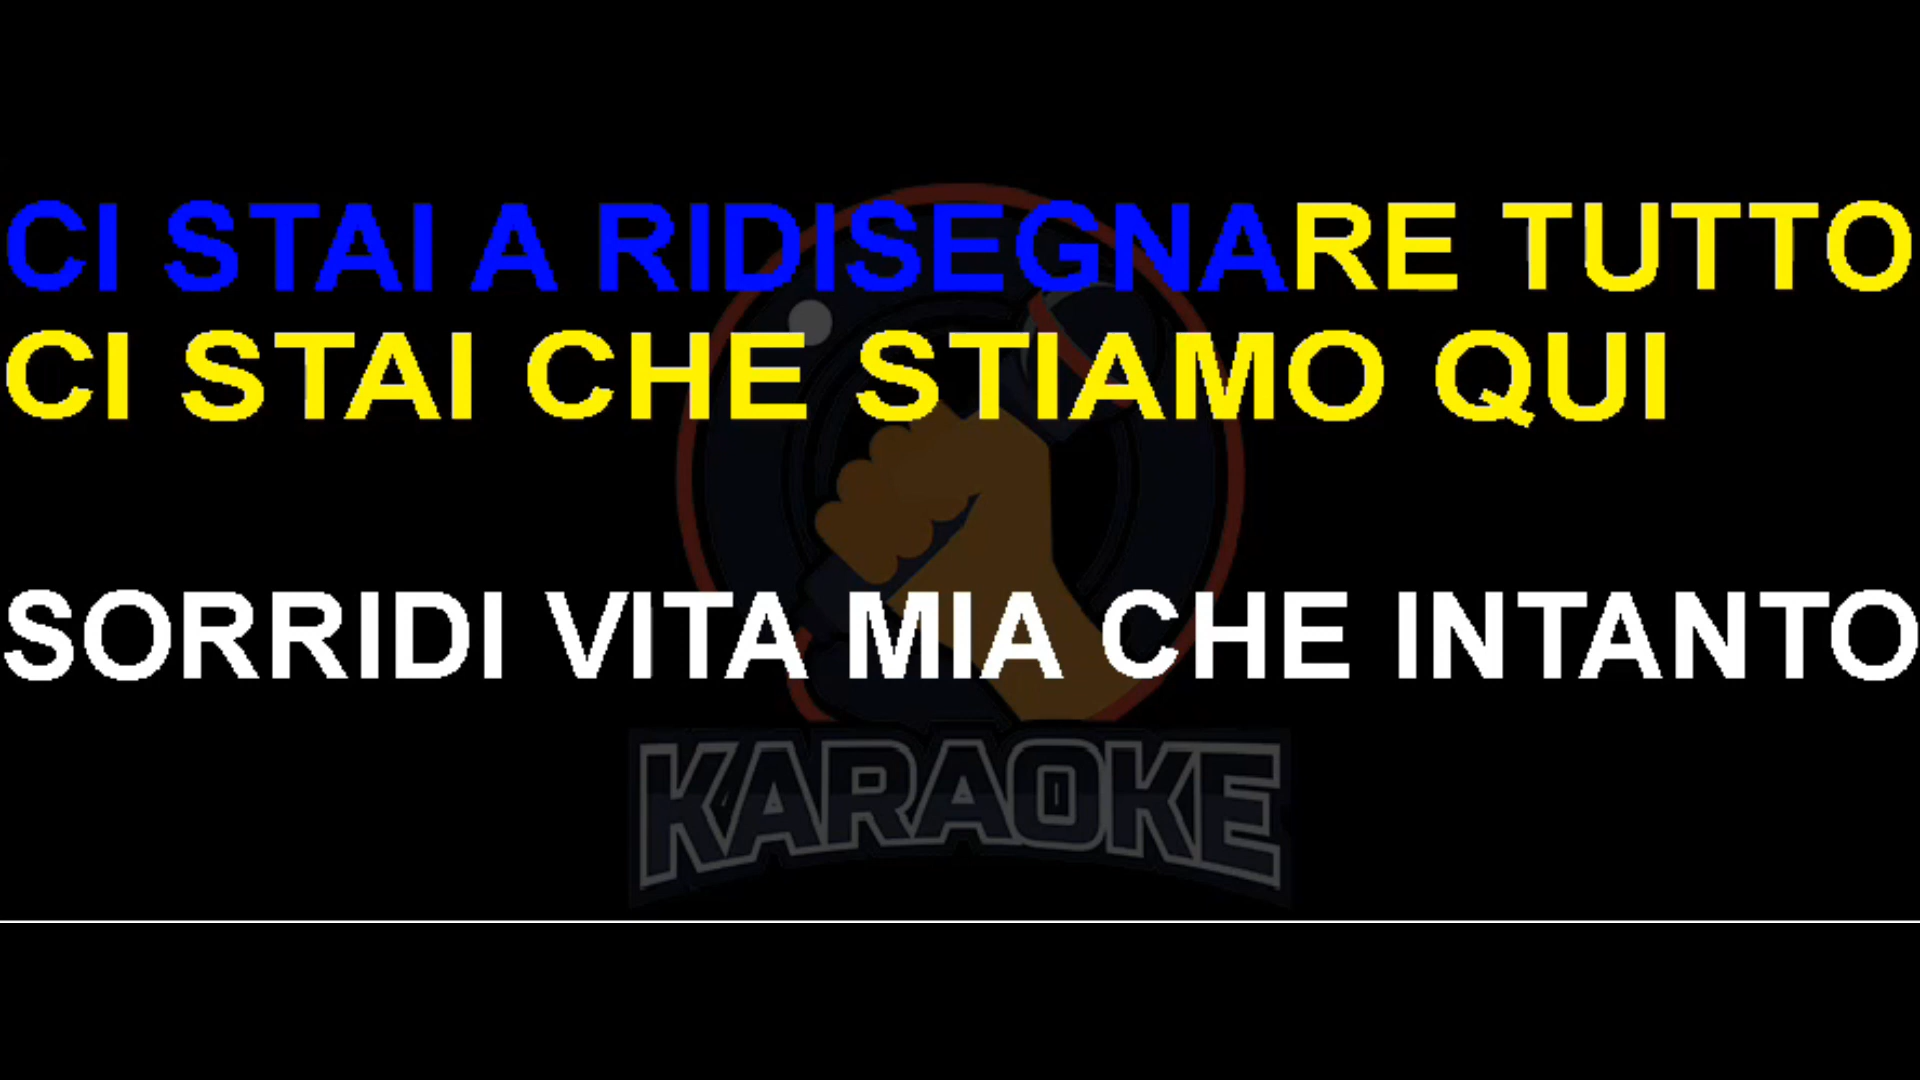 CI STAI A RIDISEGNARE TUTTO
CI STAI CHE STIAMO QUI
SORRIDI VITA MIA CHE INTANTO
KARAOKE